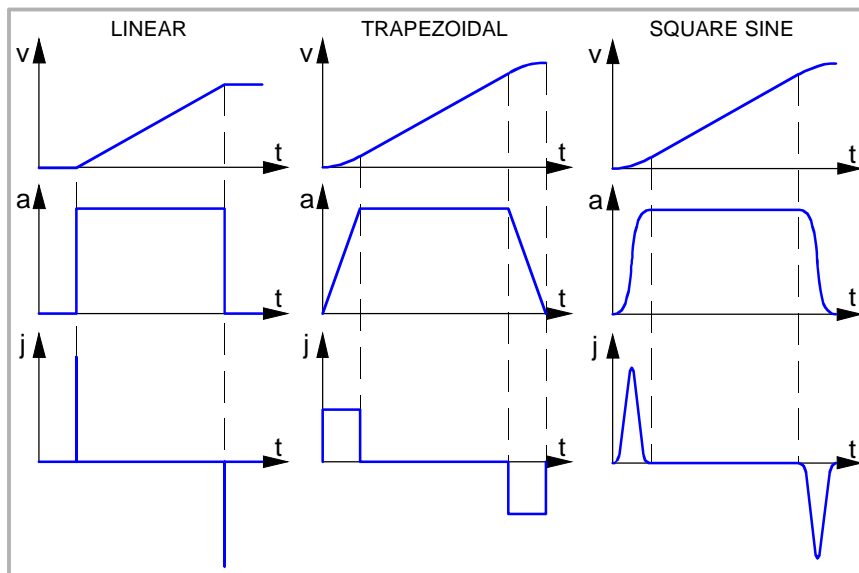 LINEAR TRAPEZOIDAL SQUARE SINE
v v v
t t t
a a a
t t t
j j j
t t t